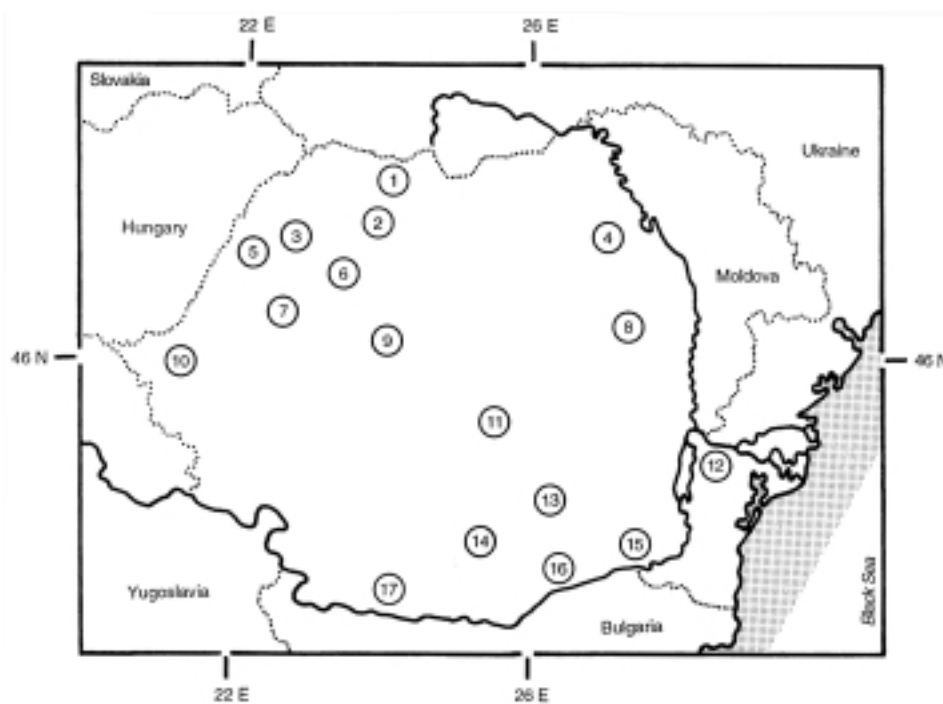 22 E 26 E
Slovakia
Ukraine
1
2
Hungary 3 4
5
6 Moldova
7 8
9
46 N 10 46 N
11
12
13
14 15
16
17
Yugoslavia
Bulgaria
Black Sea
22 E 26 E